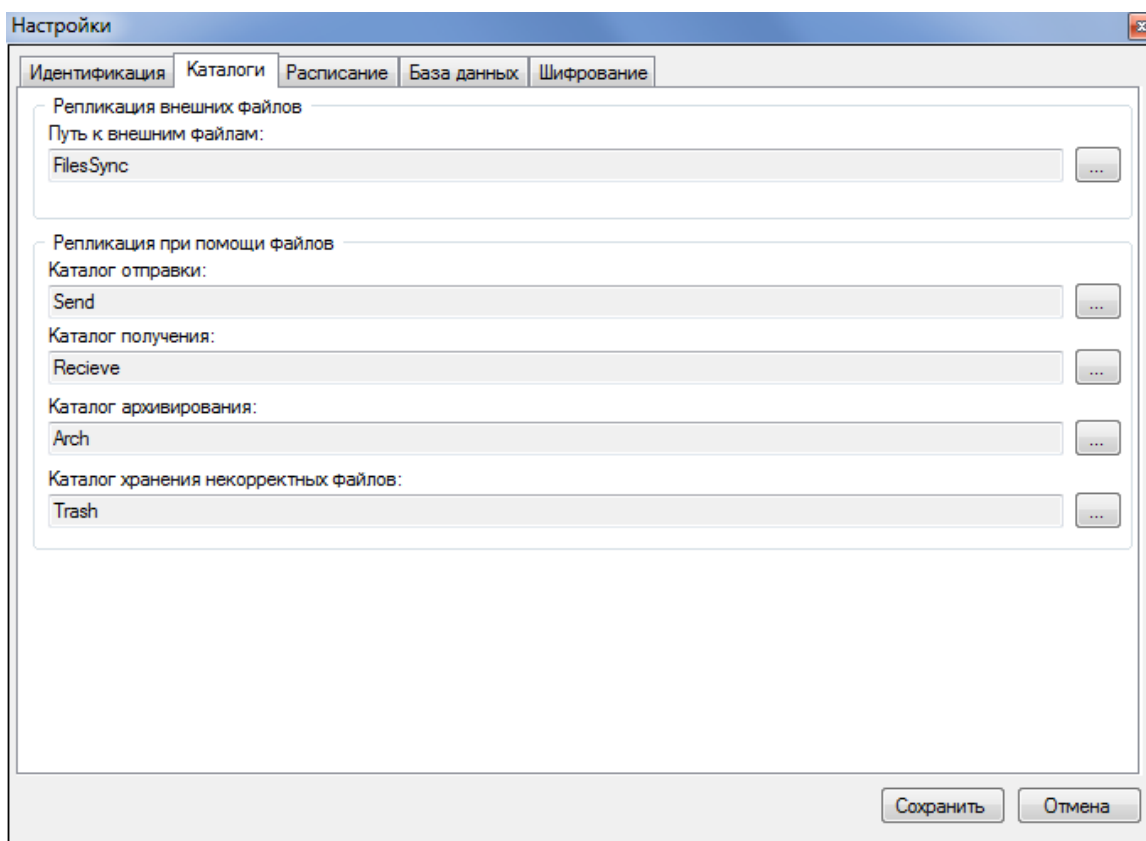 Настройки
Идентификация Каталоги Расписание База данных Шифрование
Репликация внешних файлов
Путь к внешним файлам:
FilesSync ...
Репликация при помощи файлов
Каталог отправки:
Send ...
Каталог получения:
Recieve ...
Каталог архивирования:
Arch ...
Каталог хранения некорректных файлов:
Trash ...
Сохранить Отмена